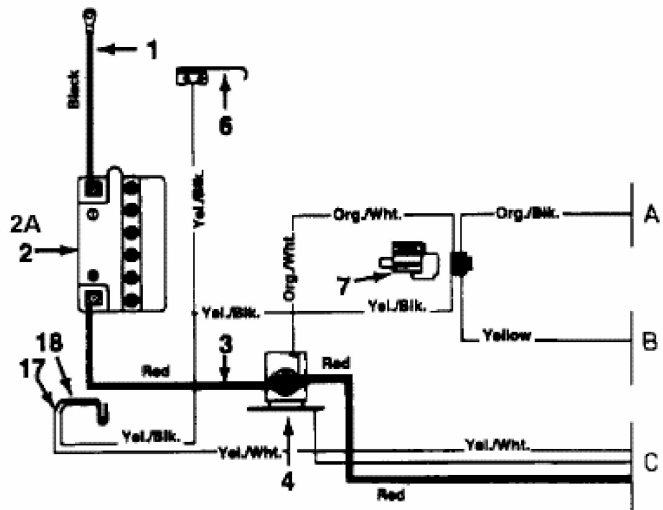 1
Black
6
Yel./Blk.
2A
2
Org./Wht.
Org./Blk.
A
Org./Wht.
7
Yel./Blk.
Yel./Blk.
Yellow
B
18
17
Red
3
Red
Yel./Blk.
Yel./Wht.
4
Yel./Wht.
C
Red